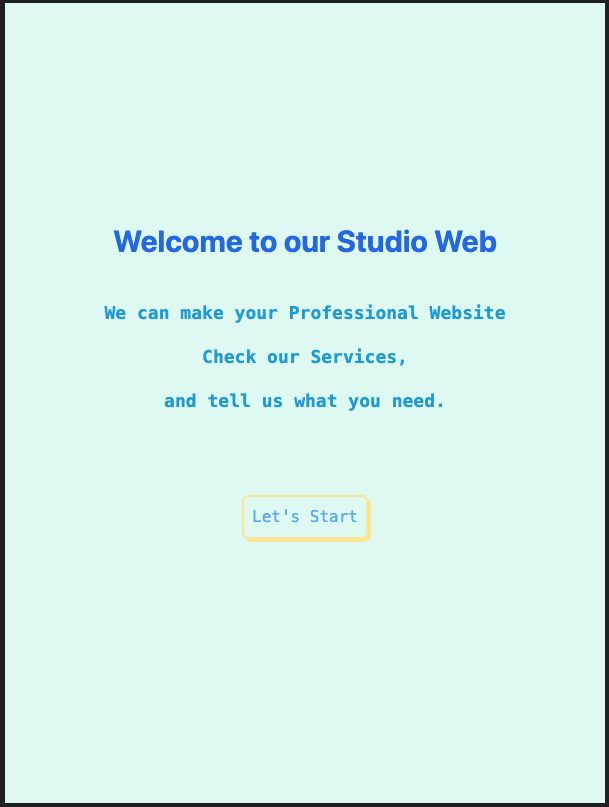 Welcome to our Studio Web
We can make your Professional Website
Check our Services,
and tell us what you need.
Let's Start